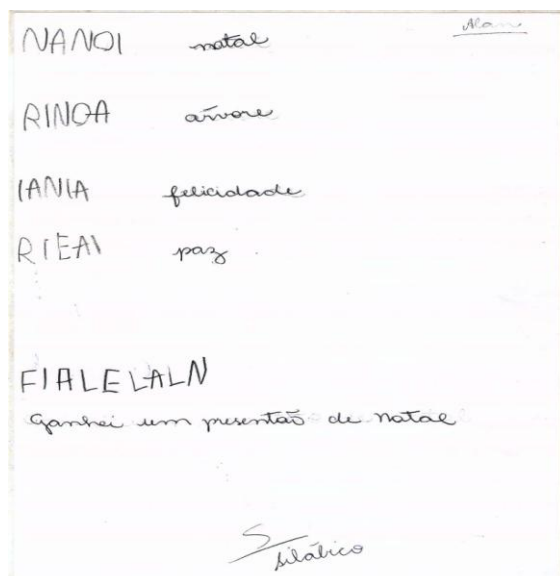 Alan
NANOI natal
RINOA árvore
IANIA felicidade
RIEAI paz
FIALELALN
Ganhei um presentão de natal
S/silábico